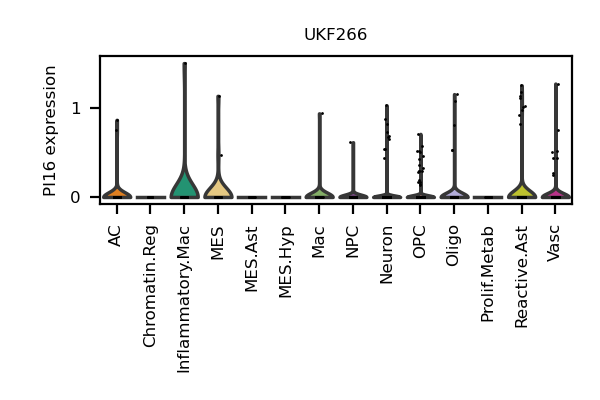 UKF266
PI16 expression
1
0
AC
Chromatin.Reg
Inflammatory.Mac
MES
MES.Ast
MES.Hyp
Mac
NPC
Neuron
OPC
Oligo
Prolif.Metab
Reactive.Ast
Vasc